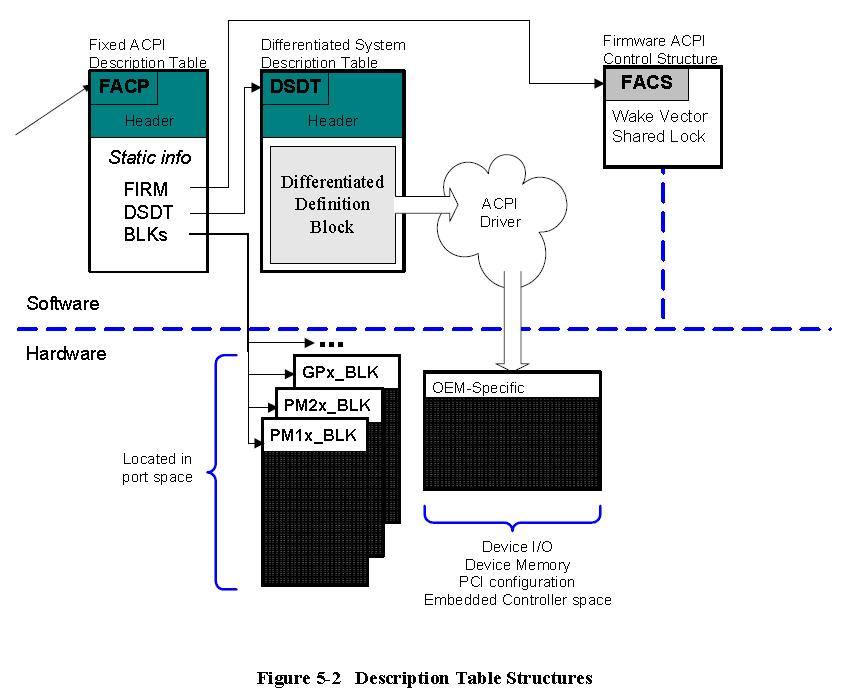 Fixed ACPI
Description Table
FACP
Header
Static info
FIRM
DSDT
BLKs
Differentiated System
Description Table
DSDT
Header
Differentiated
Definition
Block
ACPI
Driver
Firmware ACPI
Control Structure
FACS
Wake Vector
Shared Lock
Software
Hardware
...
GPx_BLK
PM2x_BLK
PM1x_BLK
Located in
port space
OEM-Specific
Device I/O
Device Memory
PCI configuration
Embedded Controller space
Figure 5-2 Description Table Structures